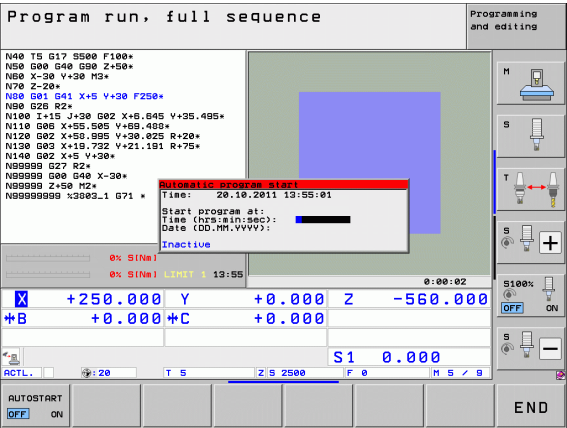 Program run, full sequence
Programming
and editing
N40 T5 G17 S500 F100*
N50 G00 G40 G90 Z+50*
N60 X-30 Y+30 M3*
N70 Z-20*
N80 G01 G41 X+5 Y+30 F250*
N90 G26 R2*
N100 I+15 J+30 G02 X+6.645 Y+35.495*
N110 G06 X+55.505 Y+69.488*
N120 G02 X+58.995 Y+30.025 R+20*
N130 G03 X+19.732 Y+21.191 R+75*
N140 G02 X+5 Y+30*
N99999 G27 R2*
N99999 G00 G40 X-30*
N99999 Z+50 M2*
N99999999 %3803_1 G71 *
Automatic program start
Time: 20.10.2011 13:55:01
Start program at:
Time (hrs:min:sec):
Date (DD.MM.YYYY):
Inactive
0% S[Nm]
0% S[Nm] LIMIT 1 13:55
0:00:02
X +250.000 Y +0.000 Z -560.000
B +0.000 C +0.000
S1 0.000
ACTL. :20 T 5 Z S 2500 F 0 M 5 / 9
M
S
T
S
+
S100%
OFF ON
S
−
AUTOSTART
OFF ON
END